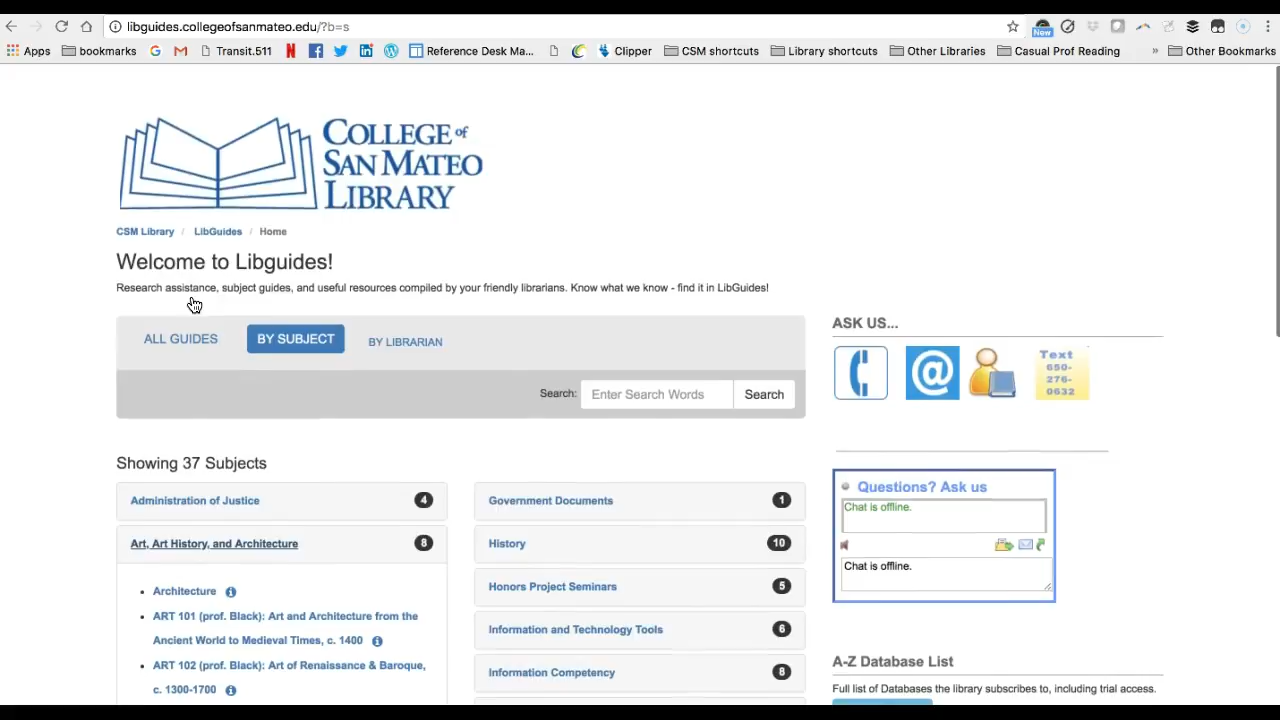 libguides.collegeofsanmateo.edu/?b=s
New
Apps bookmarks Transit.511 Reference Desk Ma... Clipper CSM shortcuts Library shortcuts Other Libraries Casual Prof Reading » Other Bookmarks
COLLEGE of
SAN MATEO
LIBRARY
CSM Library / LibGuides / Home
Welcome to Libguides!
Research assistance, subject guides, and useful resources compiled by your friendly librarians. Know what we know - find it in LibGuides!
ALL GUIDES BY SUBJECT BY LIBRARIAN
Search: Enter Search Words Search
Showing 37 Subjects
Administration of Justice 4
Art, Art History, and Architecture 8
Architecture
ART 101 (prof. Black): Art and Architecture from the
Ancient World to Medieval Times, c. 1400
ART 102 (prof. Black): Art of Renaissance & Baroque,
c. 1300-1700
Government Documents 1
History 10
Honors Project Seminars 5
Information and Technology Tools 6
Information Competency 8
ASK US...
@
Text
650-
276-
0632
Questions? Ask us
Chat is offline.
Chat is offline.
A-Z Database List
Full list of Databases the library subscribes to, including trial access.